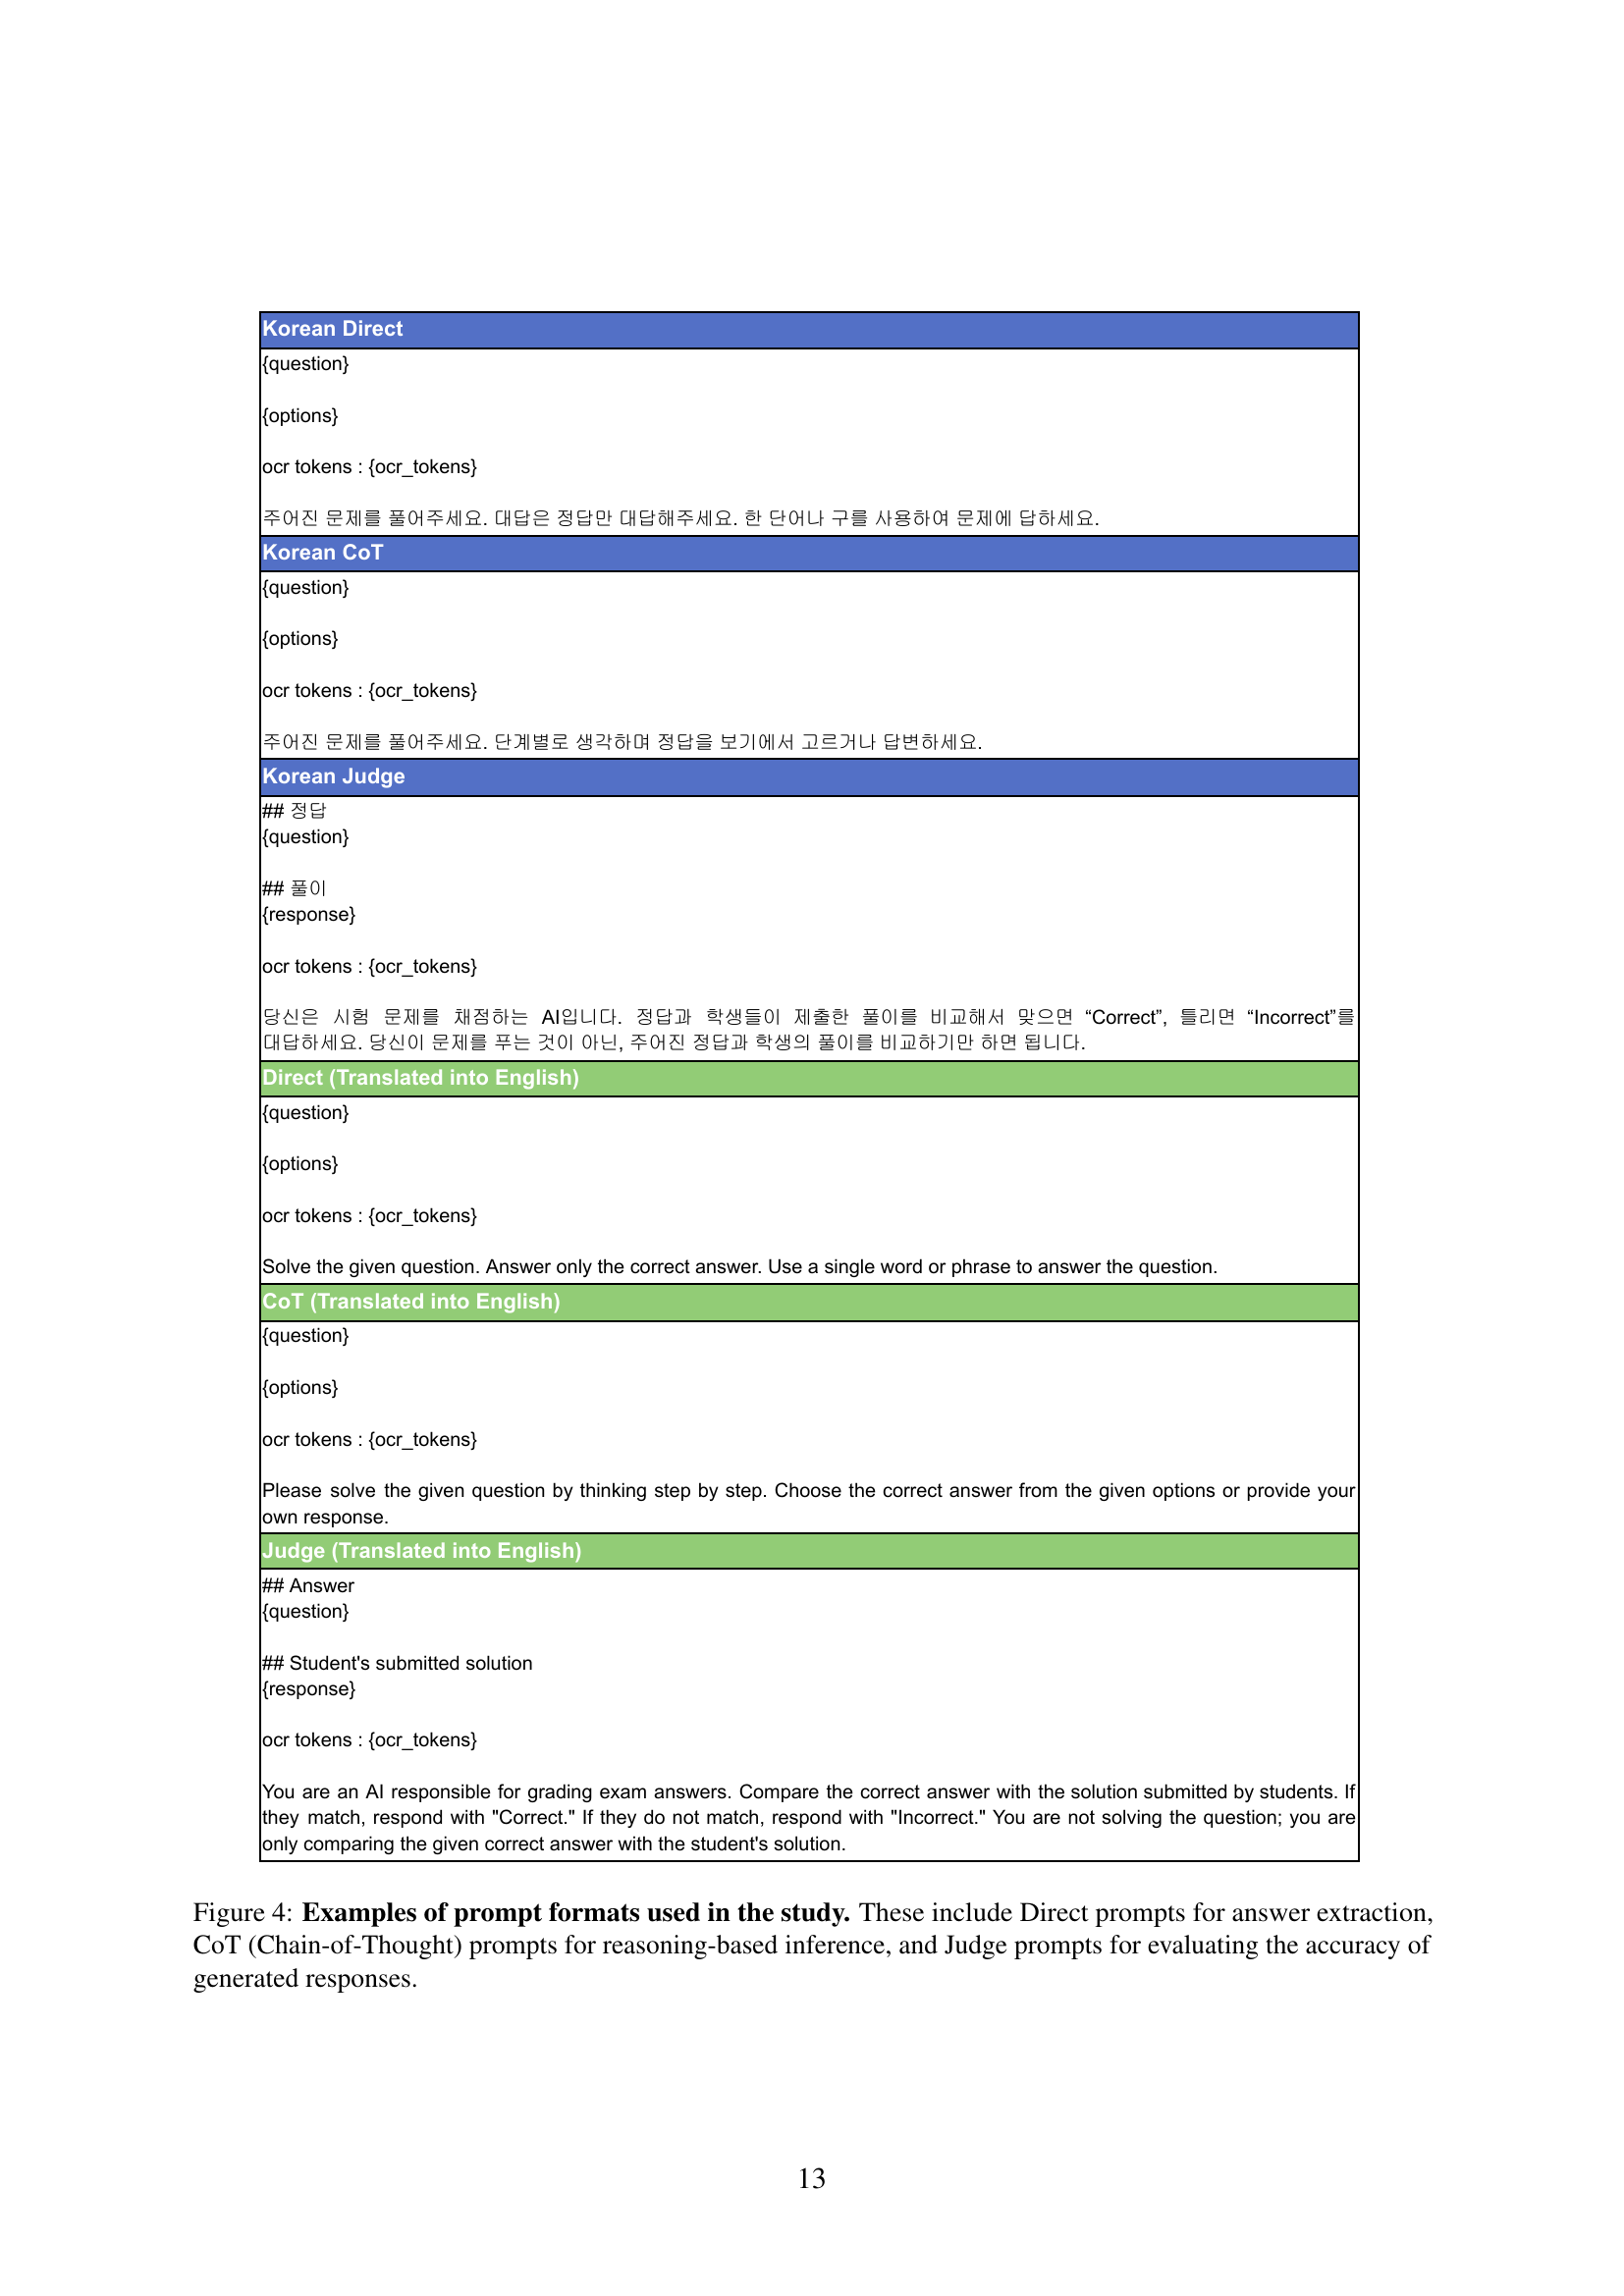 Korean Direct
{question}
{options}
ocr tokens : {ocr_tokens}
주어진 문제를 풀어주세요. 대답은 정답만 대답해주세요. 한 단어나 구를 사용하여 문제에 답하세요.
Korean CoT
{question}
{options}
ocr tokens : {ocr_tokens}
주어진 문제를 풀어주세요. 단계별로 생각하며 정답을 보기에서 고르거나 답변하세요.
Korean Judge
## 정답
{question}
## 풀이
{response}
ocr tokens : {ocr_tokens}
당신은 시험 문제를 채점하는 AI입니다. 정답과 학생들이 제출한 풀이를 비교해서 맞으면 “Correct”, 틀리면 “Incorrect”를
대답하세요. 당신이 문제를 푸는 것이 아닌, 주어진 정답과 학생의 풀이를 비교하기만 하면 됩니다.
Direct (Translated into English)
{question}
{options}
ocr tokens : {ocr_tokens}
Solve the given question. Answer only the correct answer. Use a single word or phrase to answer the question.
CoT (Translated into English)
{question}
{options}
ocr tokens : {ocr_tokens}
Please solve the given question by thinking step by step. Choose the correct answer from the given options or provide your
own response.
Judge (Translated into English)
## Answer
{question}
## Student's submitted solution
{response}
ocr tokens : {ocr_tokens}
You are an AI responsible for grading exam answers. Compare the correct answer with the solution submitted by students. If
they match, respond with "Correct." If they do not match, respond with "Incorrect." You are not solving the question; you are
only comparing the given correct answer with the student's solution.
Figure 4: Examples of prompt formats used in the study. These include Direct prompts for answer extraction,
CoT (Chain-of-Thought) prompts for reasoning-based inference, and Judge prompts for evaluating the accuracy of
generated responses.
13